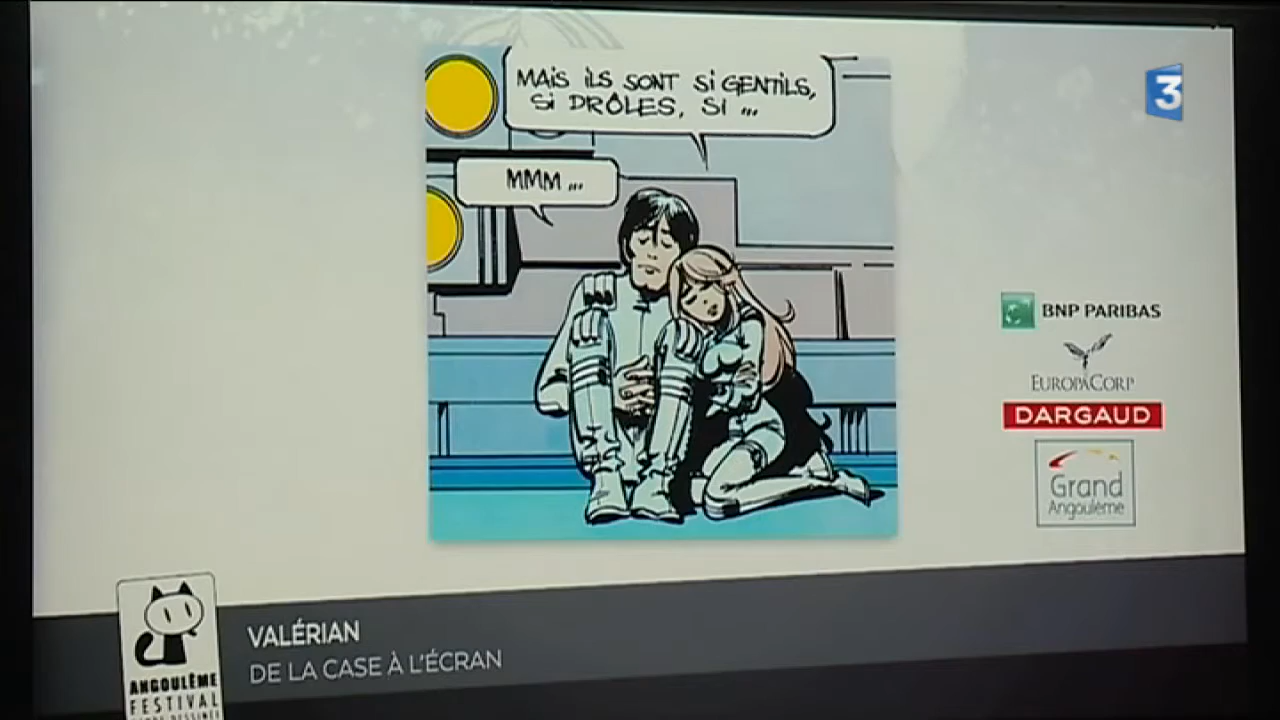 MAIS ILS SONT SI GENTILS,
SI DRÔLES, SI ...
MMM ...
3
BNP PARIBAS
EUROPACORP
DARGAUD
Grand
Angoulême
VALÉRIAN
DE LA CASE À L'ÉCRAN
ANGOULÊME
FESTIVAL